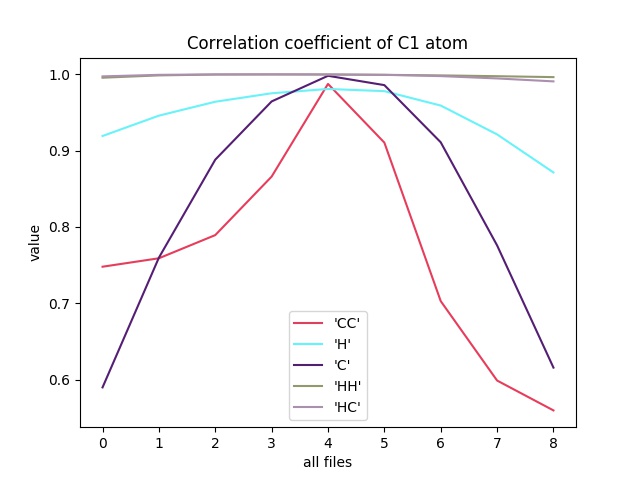 Correlation coefficient of C1 atom
1.0
0.9
0.8
0.7
0.6
value
'CC'
'H'
'C'
'HH'
'HC'
0 1 2 3 4 5 6 7 8
all files